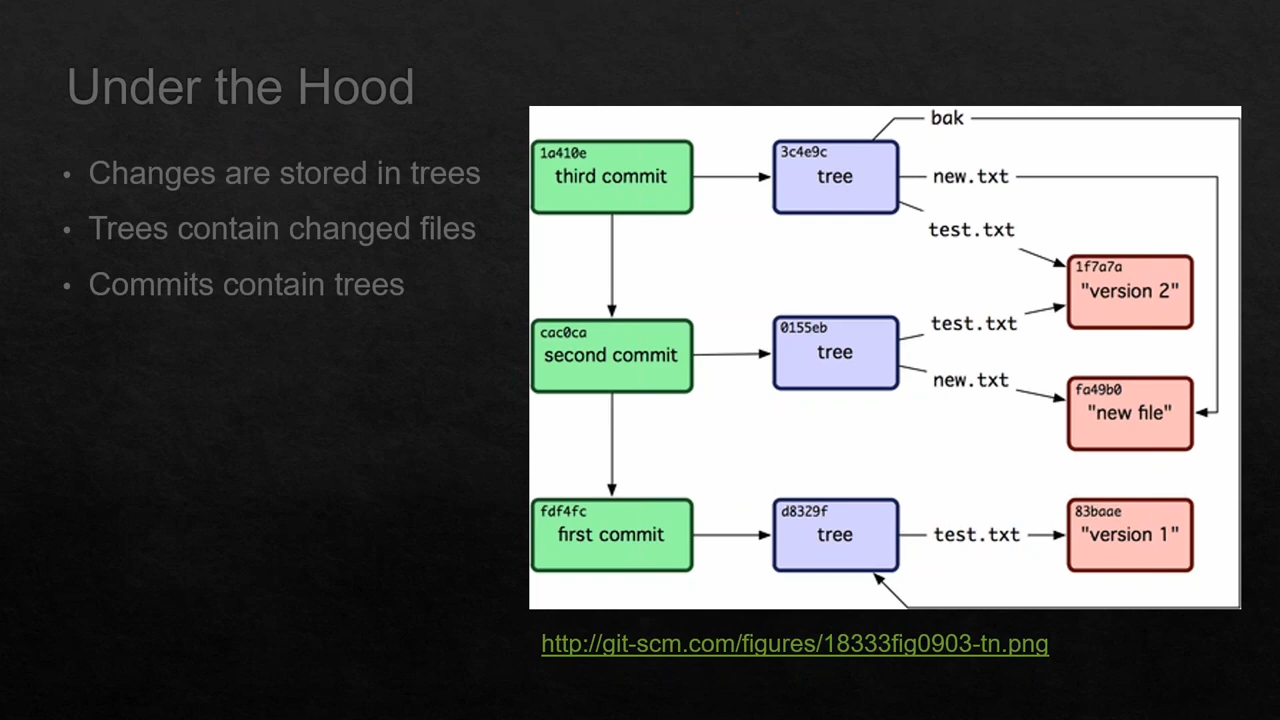 Under the Hood
• Changes are stored in trees
• Trees contain changed files
• Commits contain trees
bak
1a410e
third commit
3c4e9c
tree
new.txt
test.txt
1f7a7a
"version 2"
cac0ca
second commit
0155eb
tree
test.txt
new.txt
fa49b0
"new file"
fdf4fc
first commit
d8329f
tree
test.txt
83baae
"version 1"
http://git-scm.com/figures/18333fig0903-tn.png